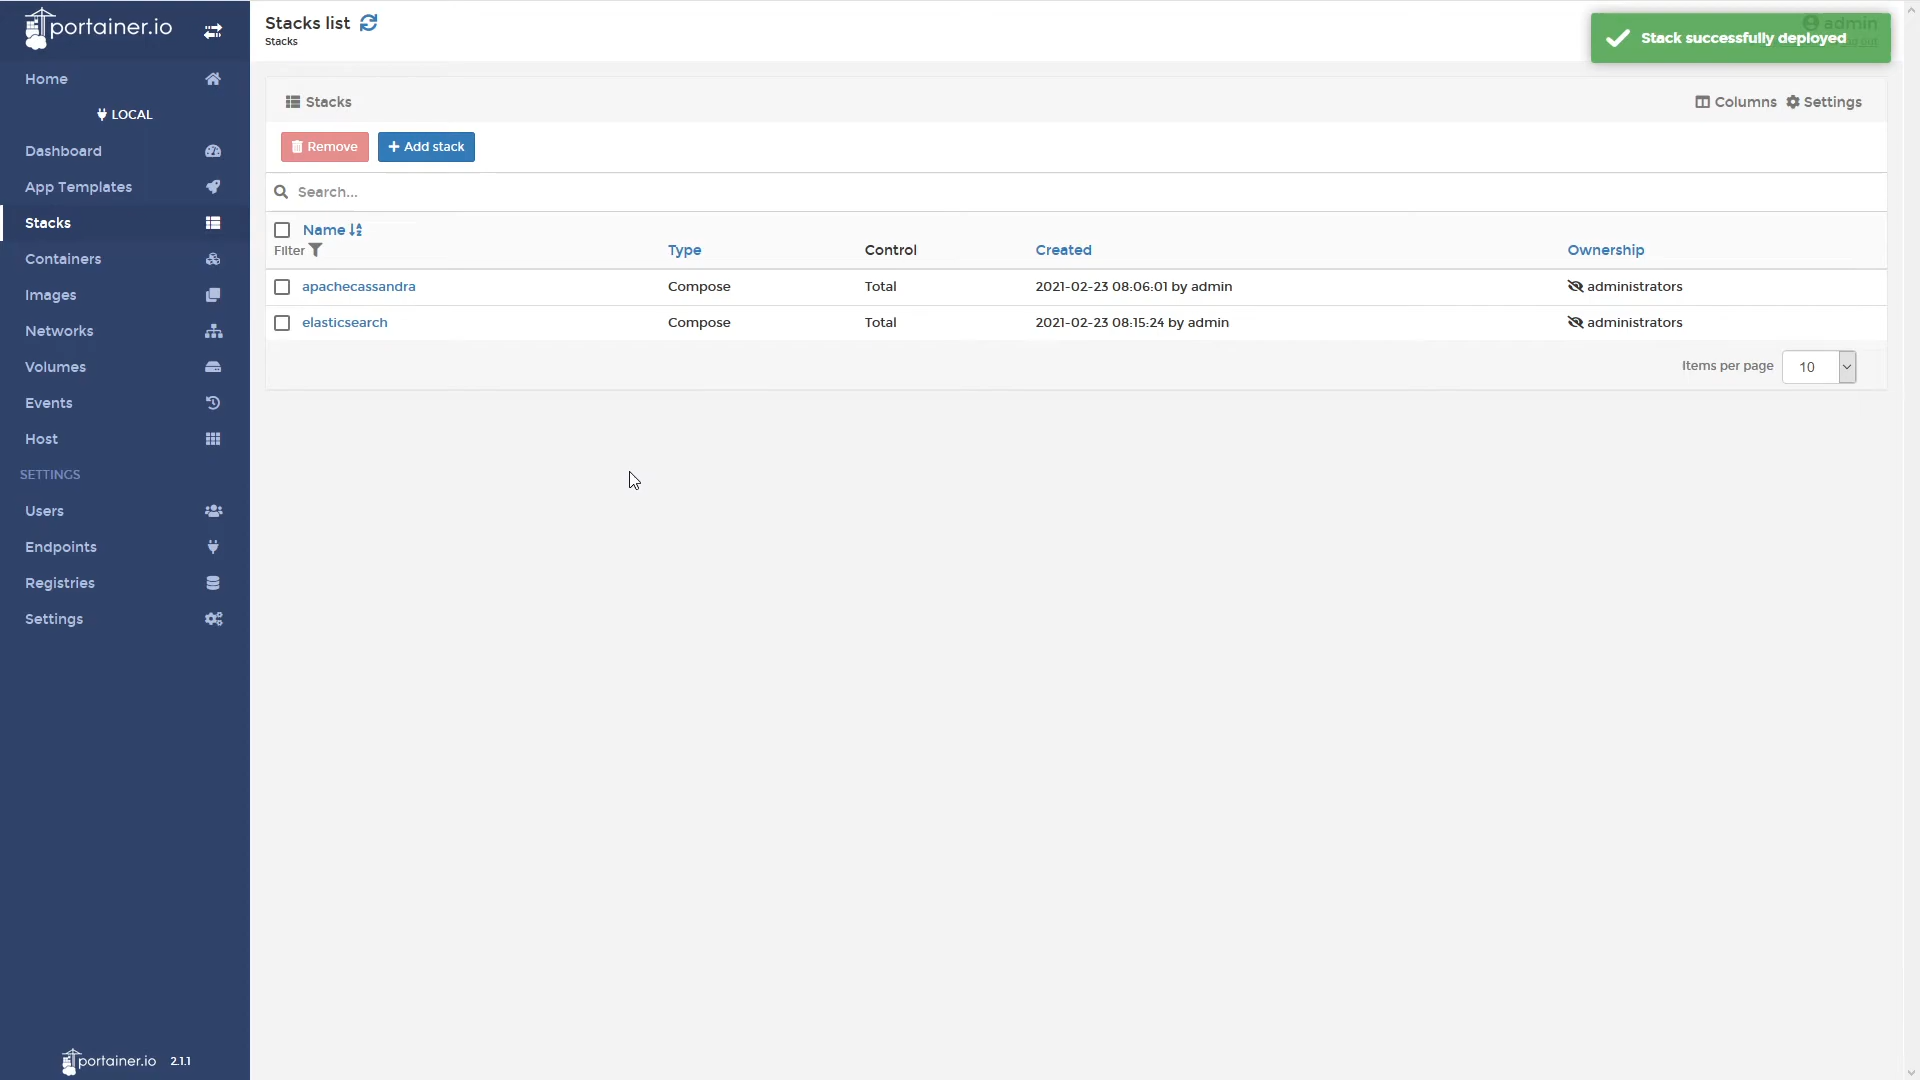 portainer.io
Home
LOCAL
Dashboard
App Templates
Stacks
Containers
Images
Networks
Volumes
Events
Host
SETTINGS
Users
Endpoints
Registries
Settings
portainer.io 2.1.1
Stacks list
Stacks
admin
Stack successfully deployed
Stacks
Columns Settings
Remove Add stack
Search...
Name
Filter Type Control Created Ownership
apachecassandra Compose Total 2021-02-23 08:06:01 by admin administrators
elasticsearch Compose Total 2021-02-23 08:15:24 by admin administrators
Items per page 10